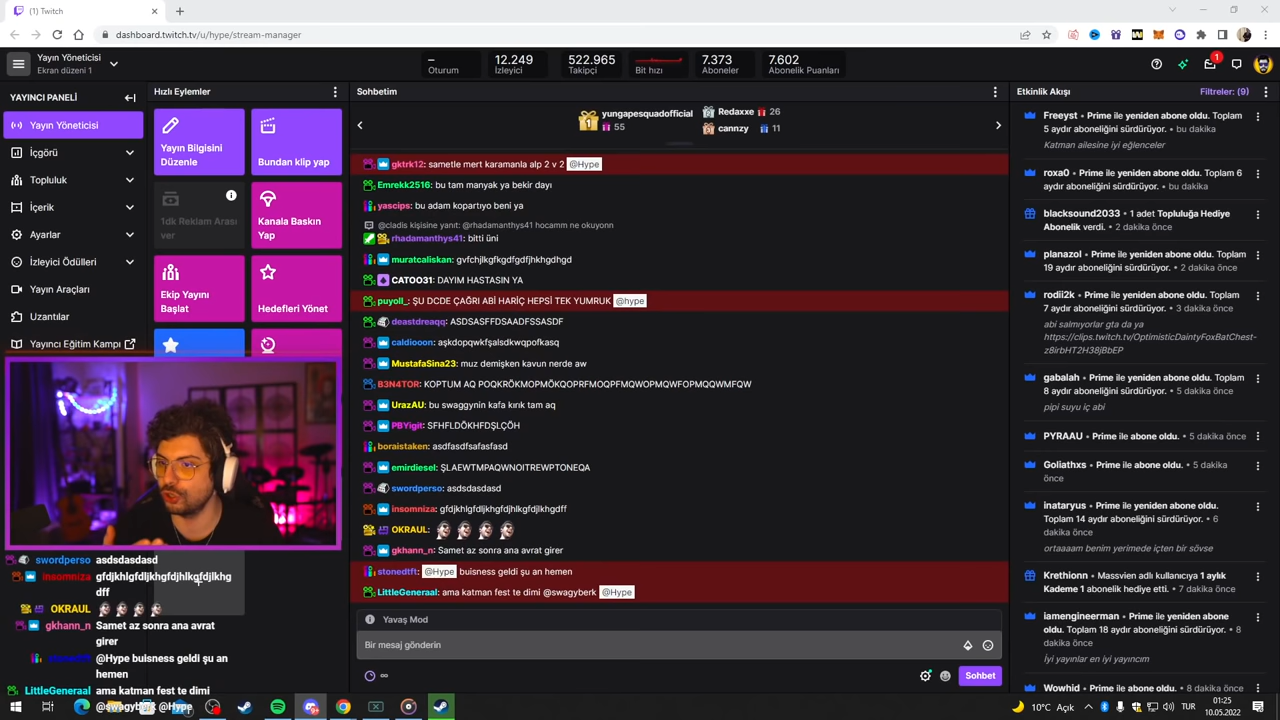 (1) Twitch
dashboard.twitch.tv/u/hype/stream-manager
Yayın Yöneticisi
Ekran düzeni 1
–
Oturum
12.249
İzleyici
522.965
Takipçi
Bit hızı
7.373
Aboneler
7.602
Abonelik Puanları
1
YAYINCI PANELİ
Yayın Yöneticisi
İçgörü
Topluluk
İçerik
Ayarlar
İzleyici Ödülleri
Yayın Araçları
Uzantılar
Yayıncı Eğitim Kampı
Hızlı Eylemler
Yayın Bilgisini
Düzenle
Bundan klip yap
1dk Reklam Arası
ver
Kanala Baskın
Yap
Ekip Yayını
Başlat
Hedefleri Yönet
Sohbetim
1
yungapesquadofficial
55
Redaxxe 26
cannzy 11
gktrk12: sametle mert karamanla alp 2 v 2 @Hype
Emrekk2516: bu tam manyak ya bekir dayı
yascips: bu adam kopartıyo beni ya
@cladis kişisine yanıt: @rhadamanthys41 hocamm ne okuyonn
rhadamanthys41: bitti üni
muratcaliskan: gvfchjlkgfkgdfgdfjhkhgdhgd
CATOO31: DAYIM HASTASIN YA
puyoll_: ŞU DCDE ÇAĞRI ABİ HARİÇ HEPSİ TEK YUMRUK @hype
deastdreaqq: ASDSASFFDSAADFSSASDF
caldiooon: aşkdopqwkfşalsdkwqpofkasq
MustafaSina23: muz demişken kavun nerde aw
B3N4TOR: KOPTUM AQ POQKRÖKMOPMÖKQOPRFMOQPFMQWOPMQWFOPMQQWMFQW
UrazAU: bu swaggynin kafa kırık tam aq
PBYigit: SFHFLDÖKHFDŞLÇÖH
boraistaken: asdfasdfsafasfasd
emirdiesel: ŞLAEWTMPAQWNOITREWPTONEQA
swordperso: asdsdasdasd
insomniza: gfdjkhlgfdljkhgfdjhlkgfdjlkhgdff
OKRAUL:
gkhann_n: Samet az sonra ana avrat girer
stonedtft: @Hype buisness geldi şu an hemen
LittleGeneraal: ama katman fest te dimi @swagyberk @Hype
Yavaş Mod
Bir mesaj gönderin
Sohbet
Etkinlik Akışı
Filtreler: (9)
Freeyst • Prime ile yeniden abone oldu. Toplam
5 aydır aboneliğini sürdürüyor. • bu dakika
Katman ailesine iyi eğlenceler
roxa0 • Prime ile yeniden abone oldu. Toplam 6
aydır aboneliğini sürdürüyor. • bu dakika
blacksound2033 • 1 adet Topluluğa Hediye
Abonelik verdi. • 2 dakika önce
planazol • Prime ile yeniden abone oldu. Toplam
19 aydır aboneliğini sürdürüyor. • 2 dakika önce
rodii2k • Prime ile yeniden abone oldu. Toplam
7 aydır aboneliğini sürdürüyor. • 3 dakika önce
abi salmıyorlar gta da ya
https://clips.twitch.tv/OptimisticDaintyFoxBatChest-
z8irbHT2H38jBbEP
gabalah • Prime ile yeniden abone oldu. Toplam
8 aydır aboneliğini sürdürüyor. • 5 dakika önce
pipi suyu iç abi
PYRAAU • Prime ile abone oldu. • 5 dakika önce
Goliathxs • Prime ile abone oldu. • 5 dakika
önce
inataryus • Prime ile yeniden abone oldu.
Toplam 14 aydır aboneliğini sürdürüyor. • 6
dakika önce
ortaaaam benim yerimede içten bir sövse
Krethionn • Massvien adlı kullanıcıya 1 aylık
Kademe 1 abonelik hediye etti. • 7 dakika önce
iamengineerman • Prime ile yeniden abone
oldu. Toplam 18 aydır aboneliğini sürdürüyor. • 8
dakika önce
İyi yayınlar en iyi yayıncım
Wowhid • Prime ile abone oldu. • 8 dakika önce
swordperso asdsdasdasd
insomniza gfdjkhlgfdljkhgfdjhlkgfdjlkhg
dff
OKRAUL
gkhann_n Samet az sonra ana avrat
girer
stonedtft @Hype buisness geldi şu an
hemen
LittleGeneraal ama katman fest te dimi
@swagyberk @Hype
10°C Açık
TUR
01:25
10.05.2022